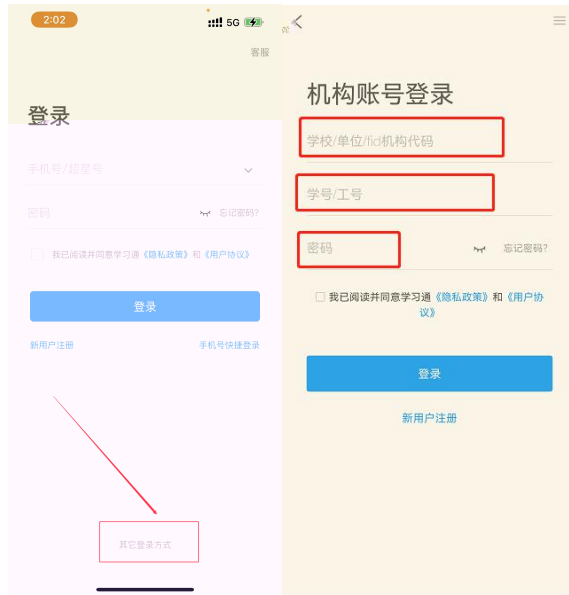 2:02
5G
客服
登录
手机号/超星号
密码
忘记密码?
我已阅读并同意学习通《隐私政策》和《用户协议》
登录
新用户注册
手机号快捷登录
其它登录方式
机构账号登录
学校/单位/fid机构代码
学号/工号
密码
忘记密码?
我已阅读并同意学习通《隐私政策》和《用户协
议》
登录
新用户注册